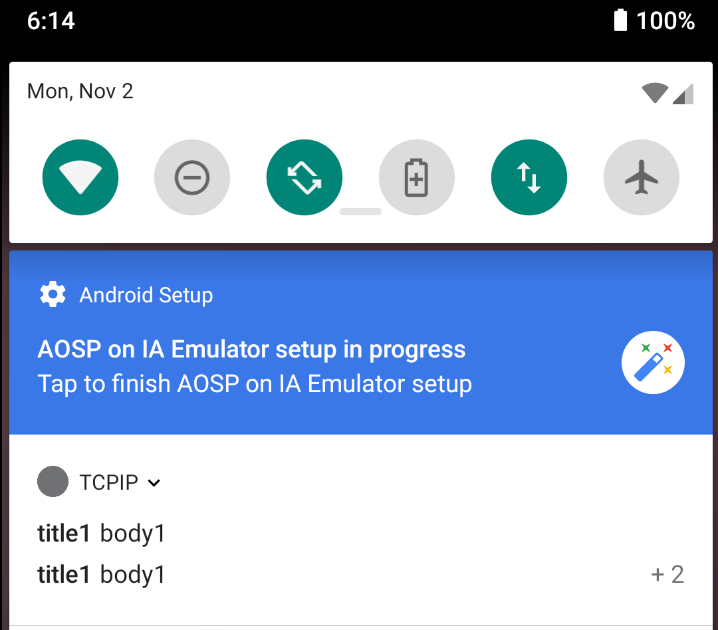 6:14 100%
Mon, Nov 2
Android Setup
AOSP on IA Emulator setup in progress
Tap to finish AOSP on IA Emulator setup
TCPIP
title1 body1
title1 body1 + 2